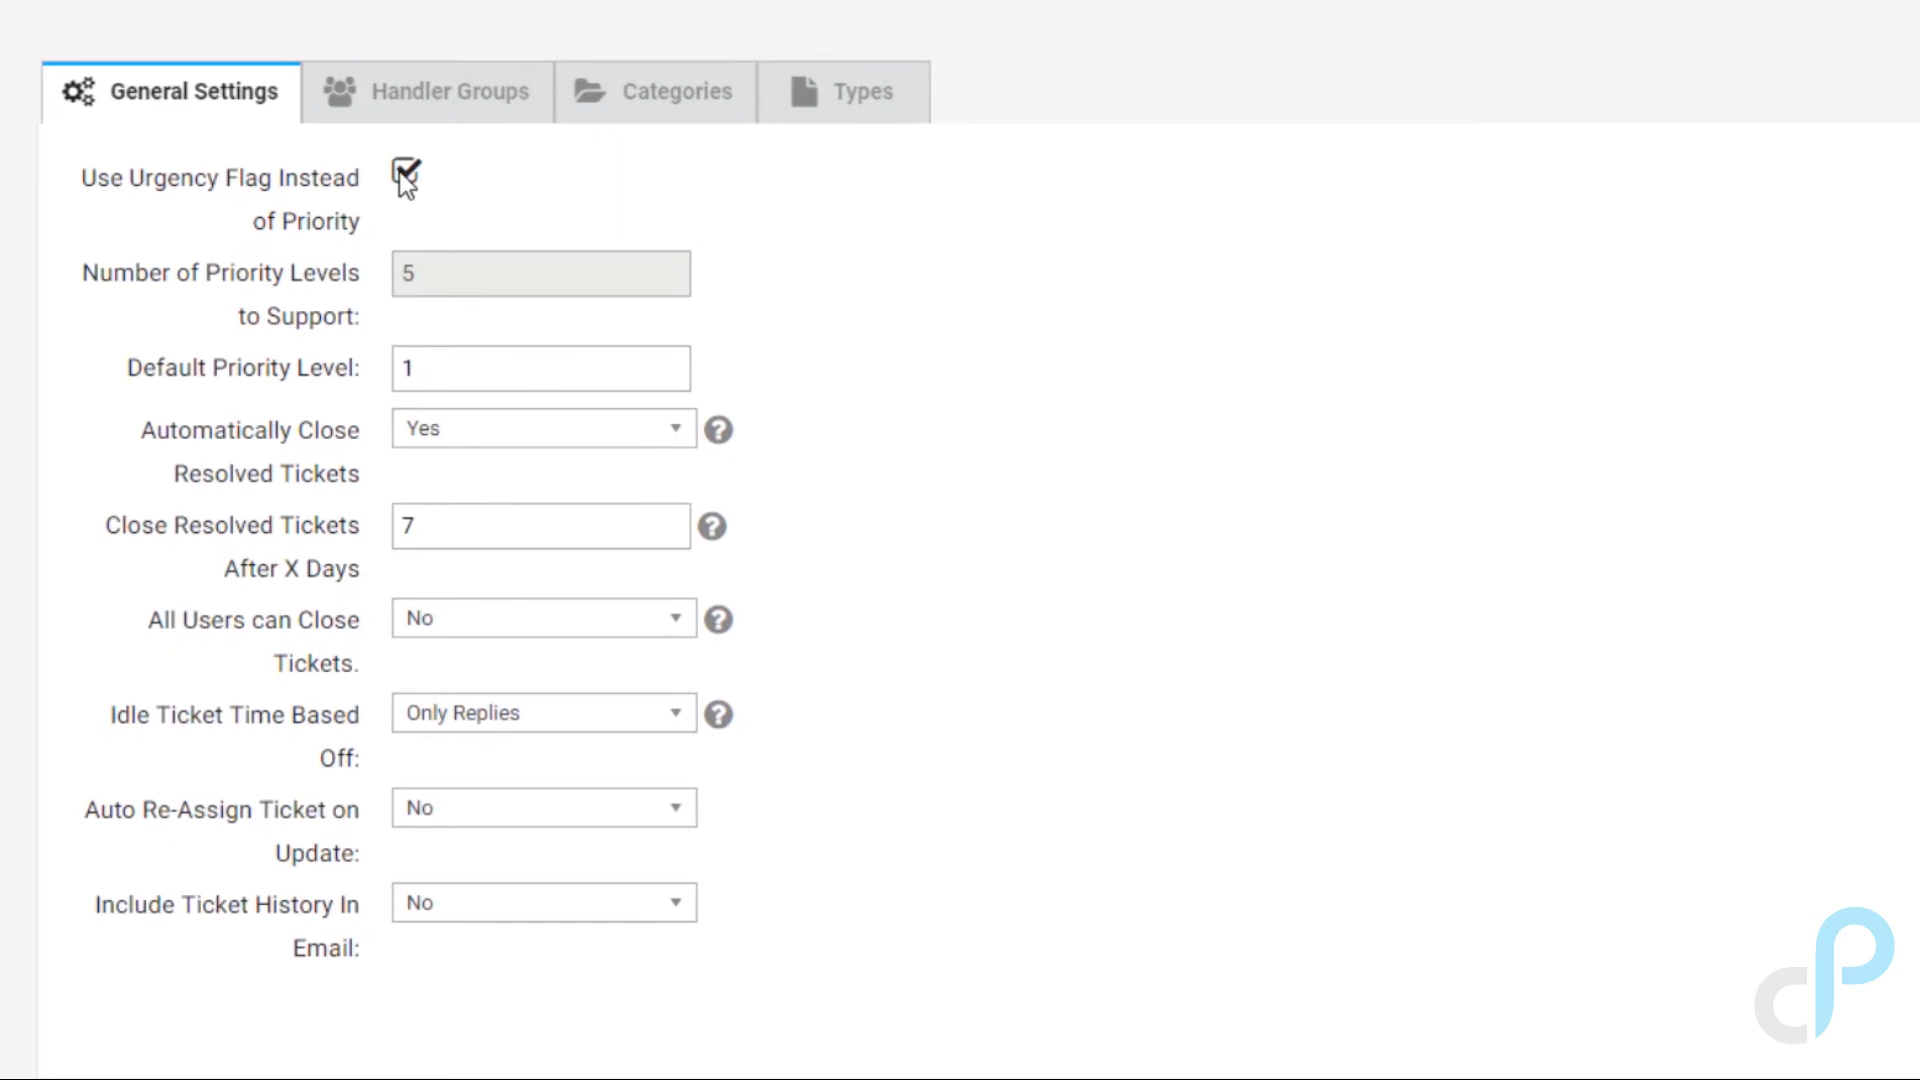 General Settings
Handler Groups
Categories
Types
Use Urgency Flag Instead
of Priority
Number of Priority Levels
to Support:
5
Default Priority Level:
1
Automatically Close
Resolved Tickets
Yes
Close Resolved Tickets
After X Days
7
All Users can Close
Tickets.
No
Idle Ticket Time Based
Off:
Only Replies
Auto Re-Assign Ticket on
Update:
No
Include Ticket History In
Email:
No